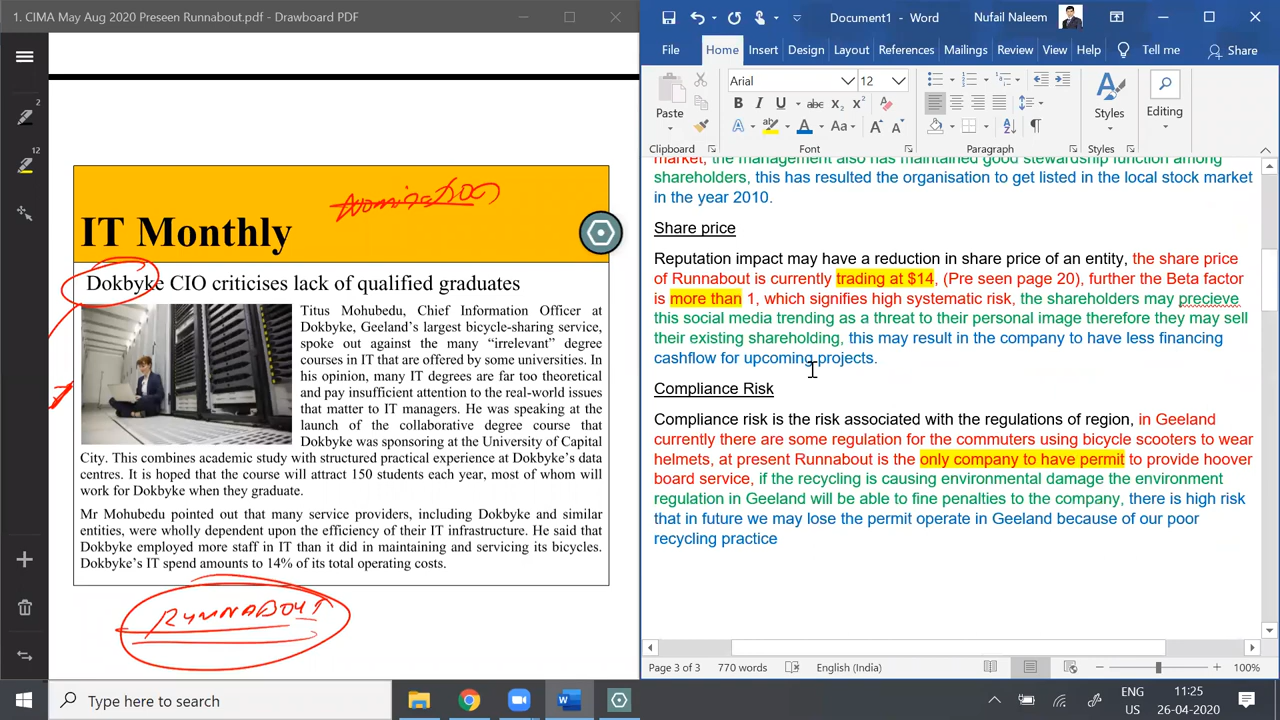 1. CIMA May Aug 2020 Preseen Runnabout.pdf - Drawboard PDF
2
12
IT Monthly
Dokbyke CIO criticises lack of qualified graduates
Titus Mohubedu, Chief Information Officer at
Dokbyke, Geeland's largest bicycle-sharing service,
spoke out against the many "irrelevant" degree
courses in IT that are offered by some universities. In
his opinion, many IT degrees are far too theoretical
and pay insufficient attention to the real-world issues
that matter to IT managers. He was speaking at the
launch of the collaborative degree course that
Dokbyke was sponsoring at the University of Capital
City. This combines academic study with structured practical experience at Dokbyke's data
centres. It is hoped that the course will attract 150 students each year, most of whom will
work for Dokbyke when they graduate.
Mr Mohubedu pointed out that many service providers, including Dokbyke and similar
entities, were wholly dependent upon the efficiency of their IT infrastructure. He said that
Dokbyke employed more staff in IT than it did in maintaining and servicing its bicycles.
Dokbyke's IT spend amounts to 14% of its total operating costs.
RUNNABOUT
Document1 - Word
Nufail Naleem
File Home Insert Design Layout References Mailings Review View Help Tell me Share
Paste
Clipboard
Arial 12
B I U abc x2 x2
A Aa A A
Font
Paragraph
Styles
Styles
Editing
market, the management also has maintained good stewardship function among
shareholders, this has resulted the organisation to get listed in the local stock market
in the year 2010.
Share price
Reputation impact may have a reduction in share price of an entity, the share price
of Runnabout is currently trading at $14, (Pre seen page 20), further the Beta factor
is more than 1, which signifies high systematic risk, the shareholders may precieve
this social media trending as a threat to their personal image therefore they may sell
their existing shareholding, this may result in the company to have less financing
cashflow for upcoming projects.
Compliance Risk
Compliance risk is the risk associated with the regulations of region, in Geeland
currently there are some regulation for the commuters using bicycle scooters to wear
helmets, at present Runnabout is the only company to have permit to provide hoover
board service, if the recycling is causing environmental damage the environment
regulation in Geeland will be able to fine penalties to the company, there is high risk
that in future we may lose the permit operate in Geeland because of our poor
recycling practice
Page 3 of 3 770 words English (India) 100%
Type here to search
ENG
US
11:25
26-04-2020